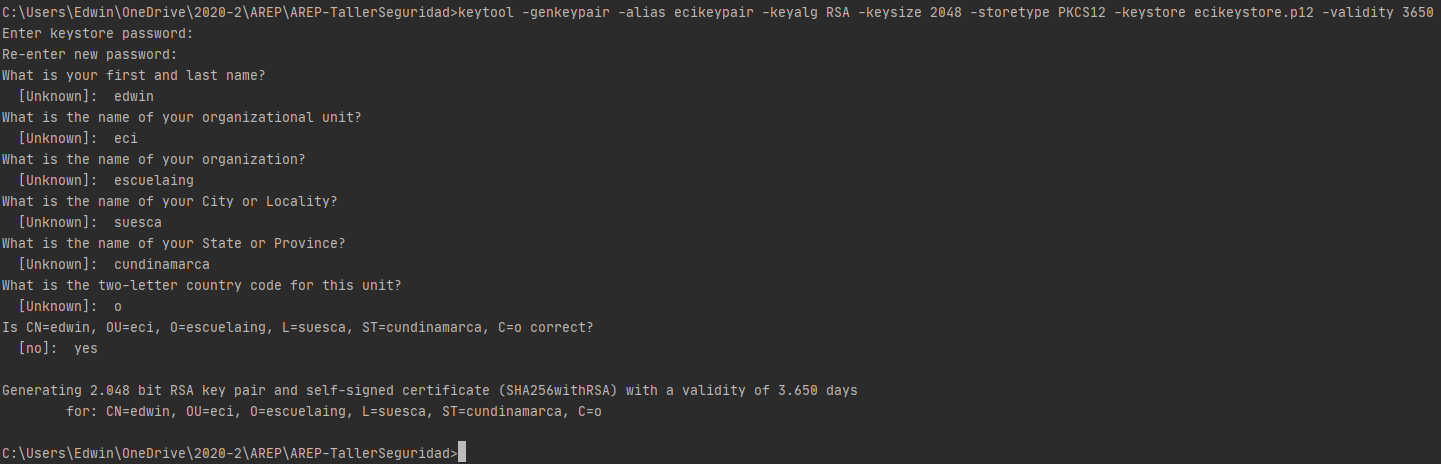 C:\Users\Edwin\OneDrive\2020-2\AREP\AREP-TallerSeguridad>keytool -genkeypair -alias ecikeypair -keyalg RSA -keysize 2048 -storetype PKCS12 -keystore ecikeystore.p12 -validity 3650
Enter keystore password:
Re-enter new password:
What is your first and last name?
  [Unknown]:  edwin
What is the name of your organizational unit?
  [Unknown]:  eci
What is the name of your organization?
  [Unknown]:  escuelaing
What is the name of your City or Locality?
  [Unknown]:  suesca
What is the name of your State or Province?
  [Unknown]:  cundinamarca
What is the two-letter country code for this unit?
  [Unknown]:  o
Is CN=edwin, OU=eci, O=escuelaing, L=suesca, ST=cundinamarca, C=o correct?
  [no]:  yes

Generating 2.048 bit RSA key pair and self-signed certificate (SHA256withRSA) with a validity of 3.650 days
        for: CN=edwin, OU=eci, O=escuelaing, L=suesca, ST=cundinamarca, C=o

C:\Users\Edwin\OneDrive\2020-2\AREP\AREP-TallerSeguridad>